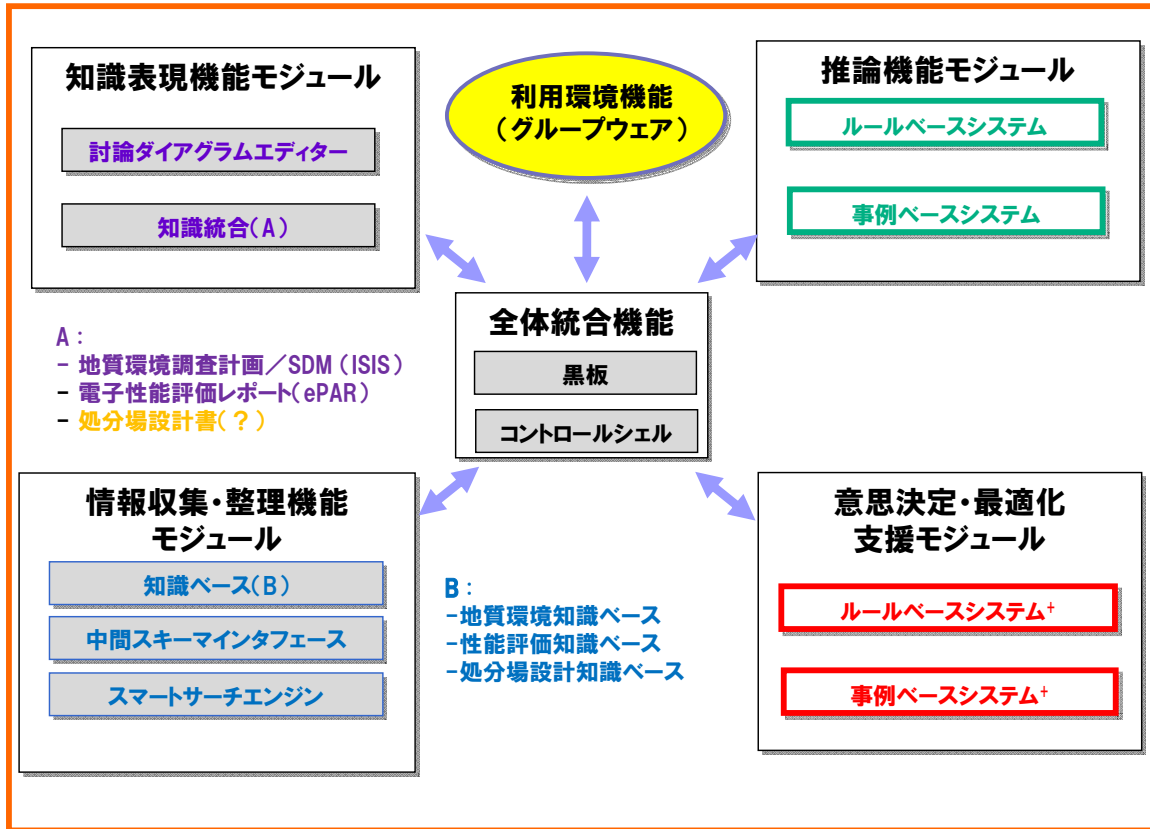 知識表現機能モジュール
討論ダイアグラムエディター
知識統合(A)
利用環境機能
(グループウェア)
推論機能モジュール
ルールベースシステム
事例ベースシステム
全体統合機能
黒板
コントロールシェル
A:
- 地質環境調査計画/SDM(ISIS)
- 電子性能評価レポート(ePAR)
- 処分場設計書(?)
情報収集・整理機能
モジュール
知識ベース(B)
中間スキーマインタフェース
スマートサーチエンジン
B:
-地質環境知識ベース
-性能評価知識ベース
-処分場設計知識ベース
意思決定・最適化
支援モジュール
ルールベースシステム+
事例ベースシステム+